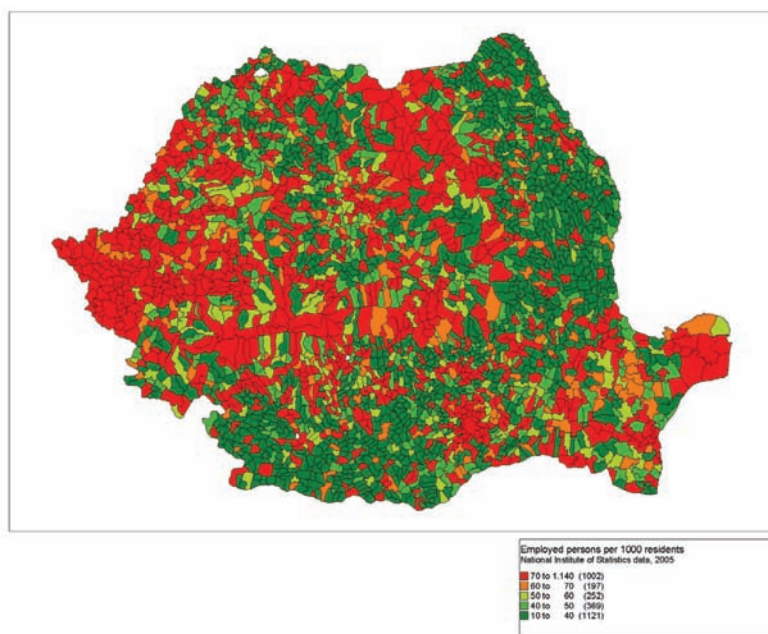 Employed persons per 1000 residents
National Institute of Statistics data, 2005
70 to 1.140 (1002)
60 to 70 (197)
50 to 60 (252)
40 to 50 (369)
10 to 40 (1121)